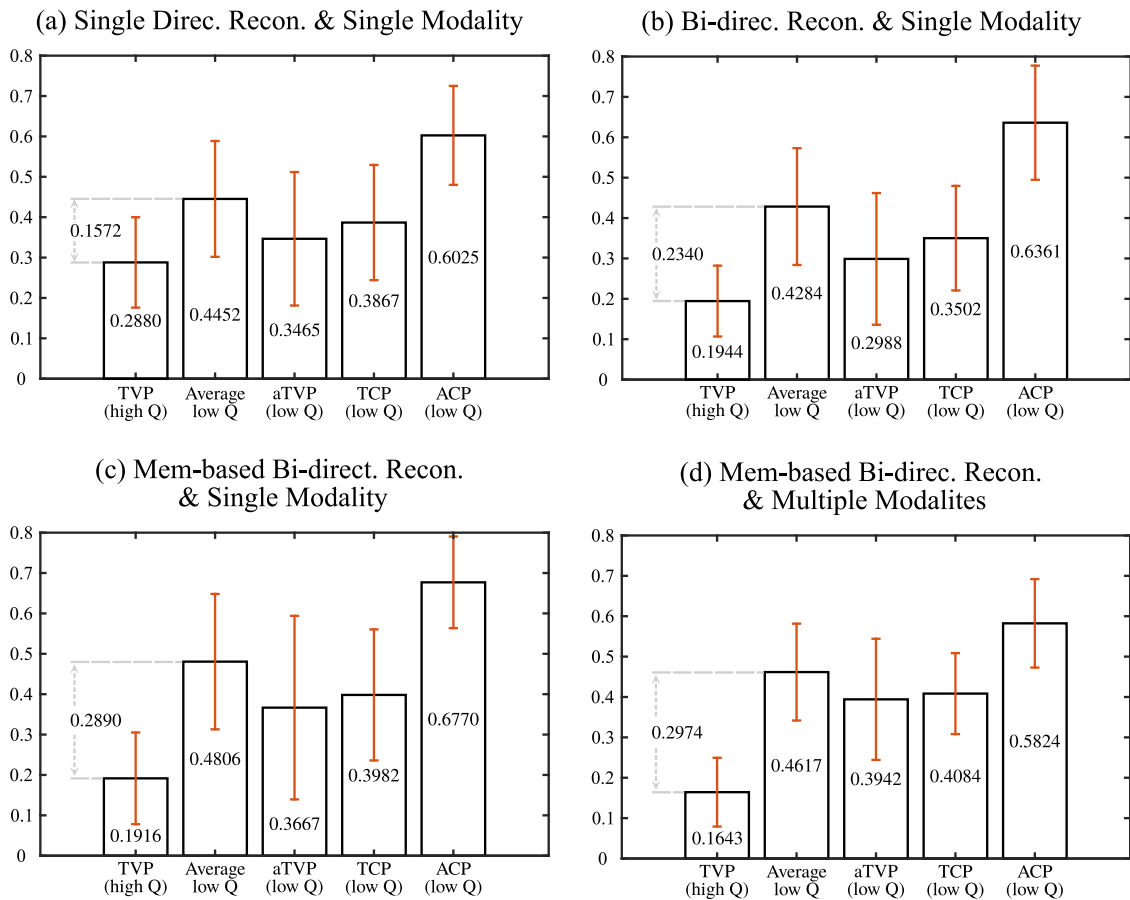 (a) Single Direc. Recon. & Single Modality
0.8
0.7
0.6
0.5
0.4
0.3
0.2
0.1
0
0.1572
0.2880
0.4452
0.3465
0.3867
0.6025
TVP
(high Q)
Average
low Q
aTVP
(low Q)
TCP
(low Q)
ACP
(low Q)
(b) Bi-direc. Recon. & Single Modality
0.8
0.7
0.6
0.5
0.4
0.3
0.2
0.1
0
0.2340
0.1944
0.4284
0.2988
0.3502
0.6361
TVP
(high Q)
Average
low Q
aTVP
(low Q)
TCP
(low Q)
ACP
(low Q)
(c) Mem-based Bi-direct. Recon.
& Single Modality
0.8
0.7
0.6
0.5
0.4
0.3
0.2
0.1
0
0.2890
0.1916
0.4806
0.3667
0.3982
0.6770
TVP
(high Q)
Average
low Q
aTVP
(low Q)
TCP
(low Q)
ACP
(low Q)
(d) Mem-based Bi-direc. Recon.
& Multiple Modalites
0.8
0.7
0.6
0.5
0.4
0.3
0.2
0.1
0
0.2974
0.1643
0.4617
0.3942
0.4084
0.5824
TVP
(high Q)
Average
low Q
aTVP
(low Q)
TCP
(low Q)
ACP
(low Q)